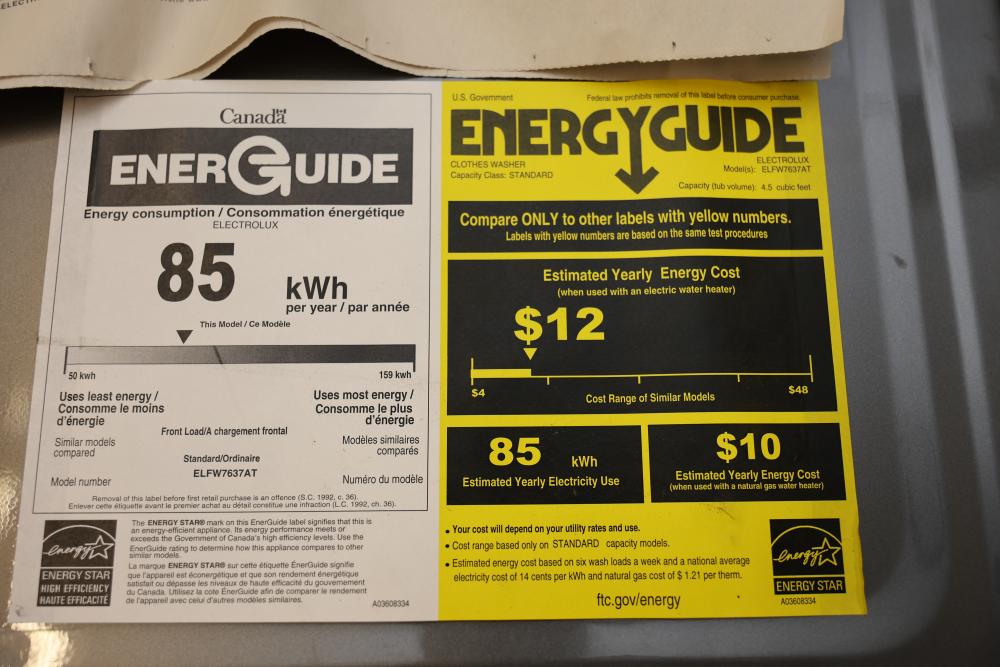 Canada
ENERGUIDE
Energy consumption / Consommation énergétique
ELECTROLUX
85
kWh
per year / par année
This Model / Ce Modèle
50 kwh
159 kwh
Uses least energy /
Consomme le moins
d'énergie
Uses most energy /
Consomme le plus
d'énergie
Similar models
compared
Front Load/A chargement frontal
Modèles similaires
comparés
Standard/Ordinaire
ELFW7637AT
Model number
Numéro du modèle
Removal of this label before first retail purchase is an offence (S.C. 1992, c. 36).
Enlever cette étiquette avant le premier achat au détail constitue une infraction (L.C. 1992, ch. 36).
energy
ENERGY STAR
HIGH EFFICIENCY
HAUTE EFFICACITÉ
The ENERGY STAR® mark on this EnerGuide label signifies that this is
an energy-efficient appliance. Its energy performance meets or
exceeds the Government of Canada's high efficiency levels. Use the
EnerGuide rating to determine how this appliance compares to other
similar models.
La marque ENERGY STAR® sur cette étiquette ÉnerGuide signifie
que l'appareil est éconergétique et que son rendement énergétique
satisfait ou dépasse les niveaux de haute efficacité du gouvernement
du Canada. Utilisez la cote ÉnerGuide afin de comparer le rendement
de l'appareil avec celui d'autres modèles similaires.
A03608334
U.S. Government
Federal law prohibits removal of this label before consumer purchase.
ENERGYGUIDE
CLOTHES WASHER
Capacity Class: STANDARD
ELECTROLUX
Model(s): ELFW7637AT
Capacity (tub volume): 4.5 cubic feet
Compare ONLY to other labels with yellow numbers.
Labels with yellow numbers are based on the same test procedures
Estimated Yearly Energy Cost
(when used with an electric water heater)
$12
$4
$48
Cost Range of Similar Models
85 kWh
Estimated Yearly Electricity Use
$10
Estimated Yearly Energy Cost
(when used with a natural gas water heater)
• Your cost will depend on your utility rates and use.
• Cost range based only on STANDARD capacity models.
• Estimated energy cost based on six wash loads a week and a national average
electricity cost of 14 cents per kWh and natural gas cost of $ 1.21 per therm.
ftc.gov/energy
energy
ENERGY STAR
A03608334